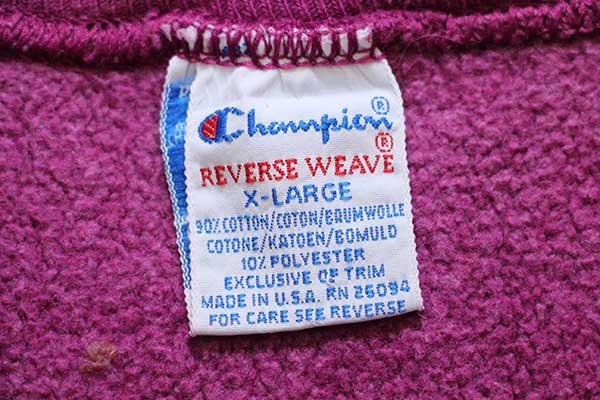 Champion®
REVERSE WEAVE®
X-LARGE
90% COTTON/COTON/BAUMWOLLE
COTONE/KATOEN/BOMULD
10% POLYESTER
EXCLUSIVE OF TRIM
MADE IN U.S.A. RN 26094
FOR CARE SEE REVERSE